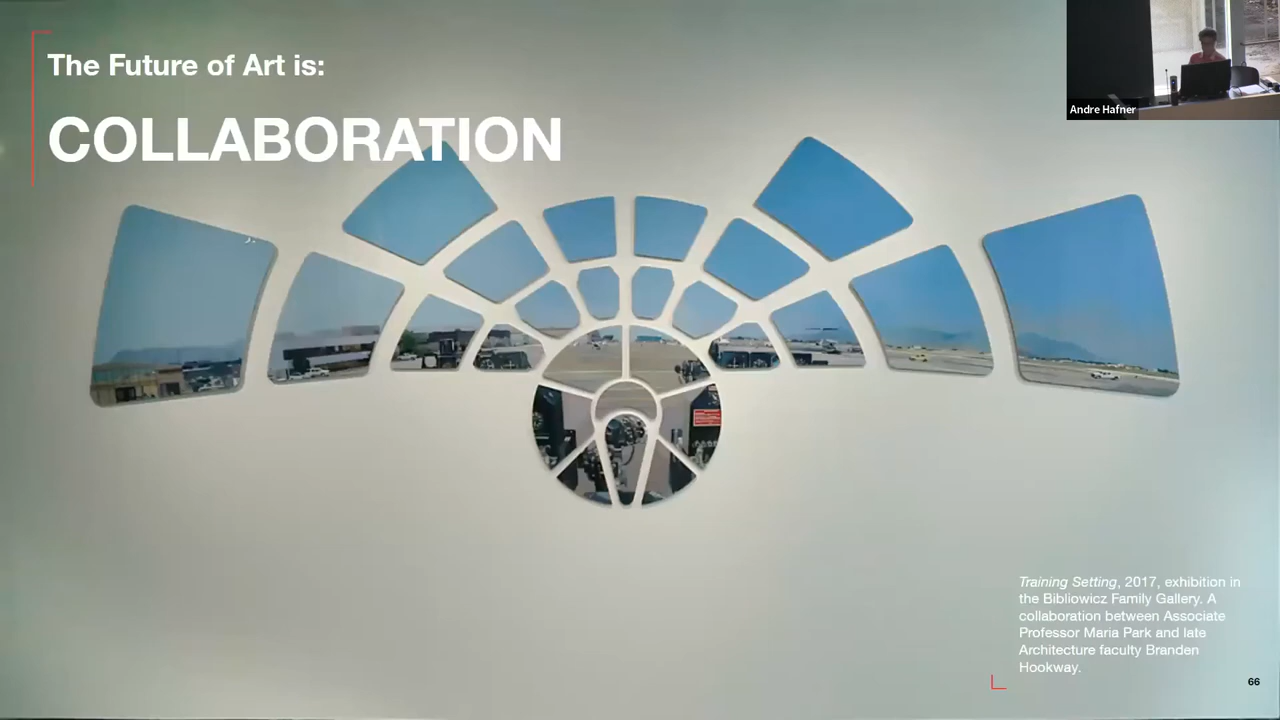 The Future of Art is:
COLLABORATION
Andre Hafner
Training Setting, 2017, exhibition in
the Bibliowicz Family Gallery. A
collaboration between Associate
Professor Maria Park and late
Architecture faculty Branden
Hookway.
66